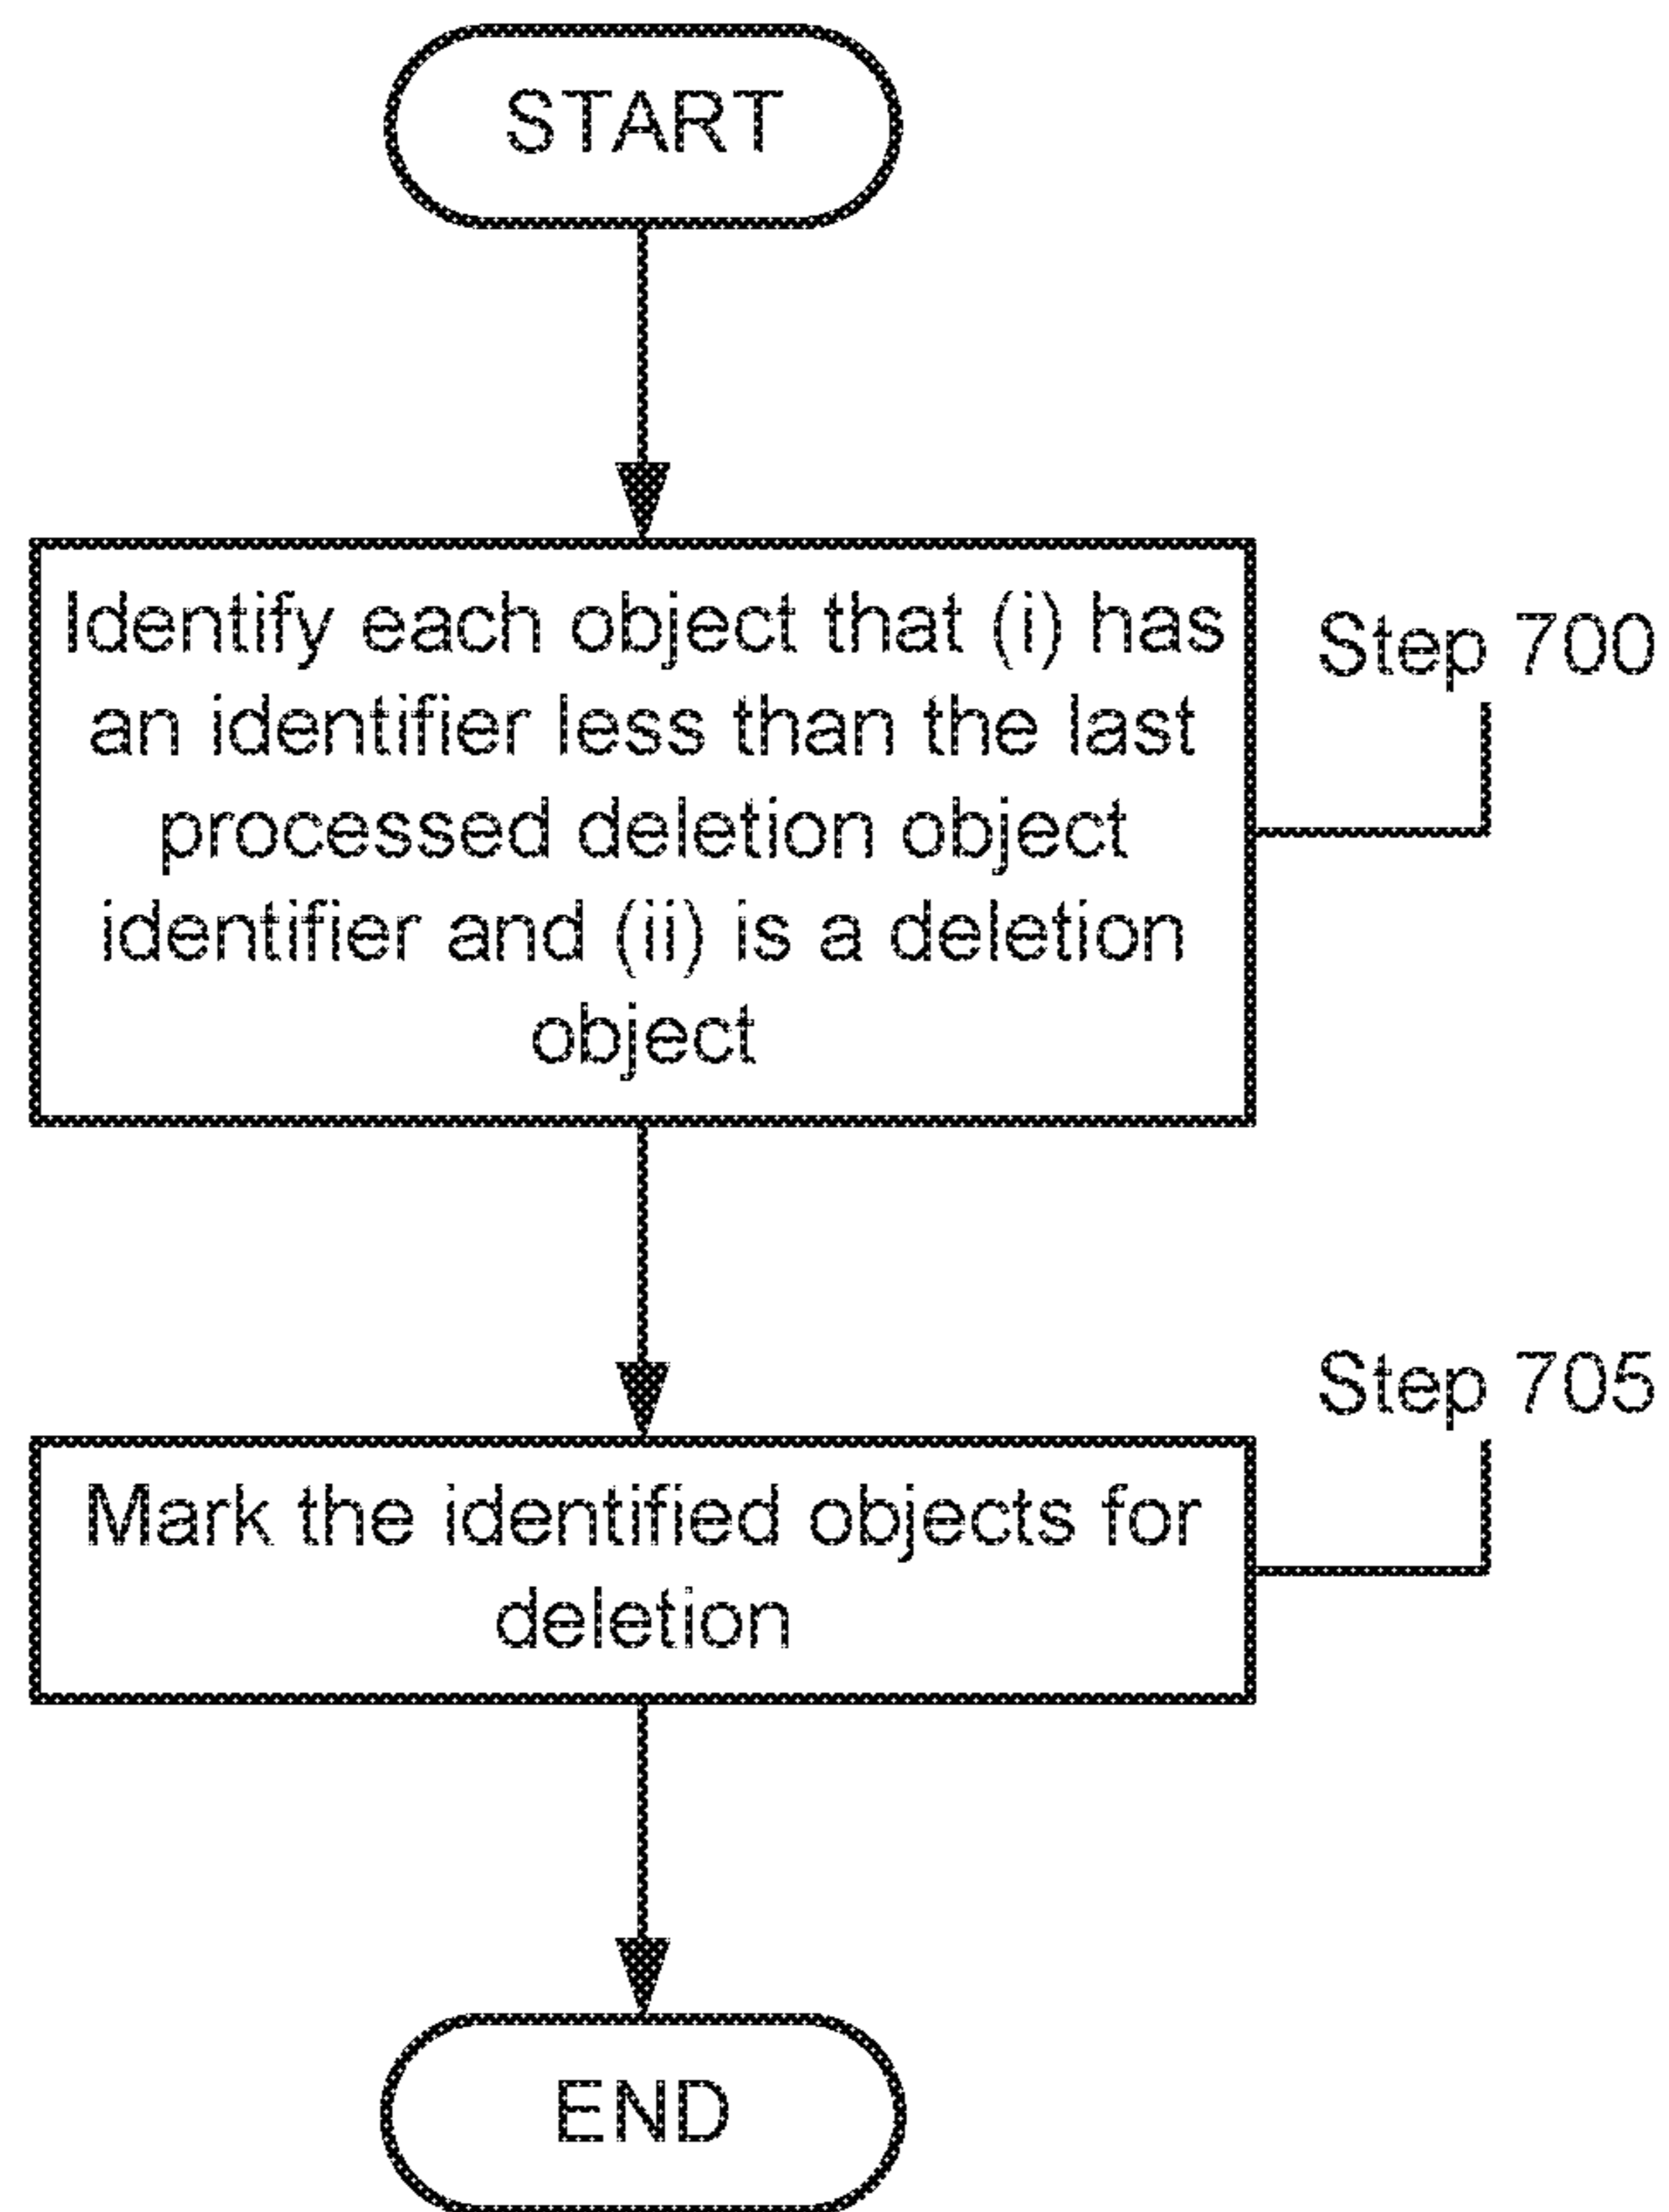 START
Identify each object that (i) has
an identifier less than the last
processed deletion object
identifier and (ii) is a deletion
object
Step 700
Mark the identified objects for
deletion
Step 705
END